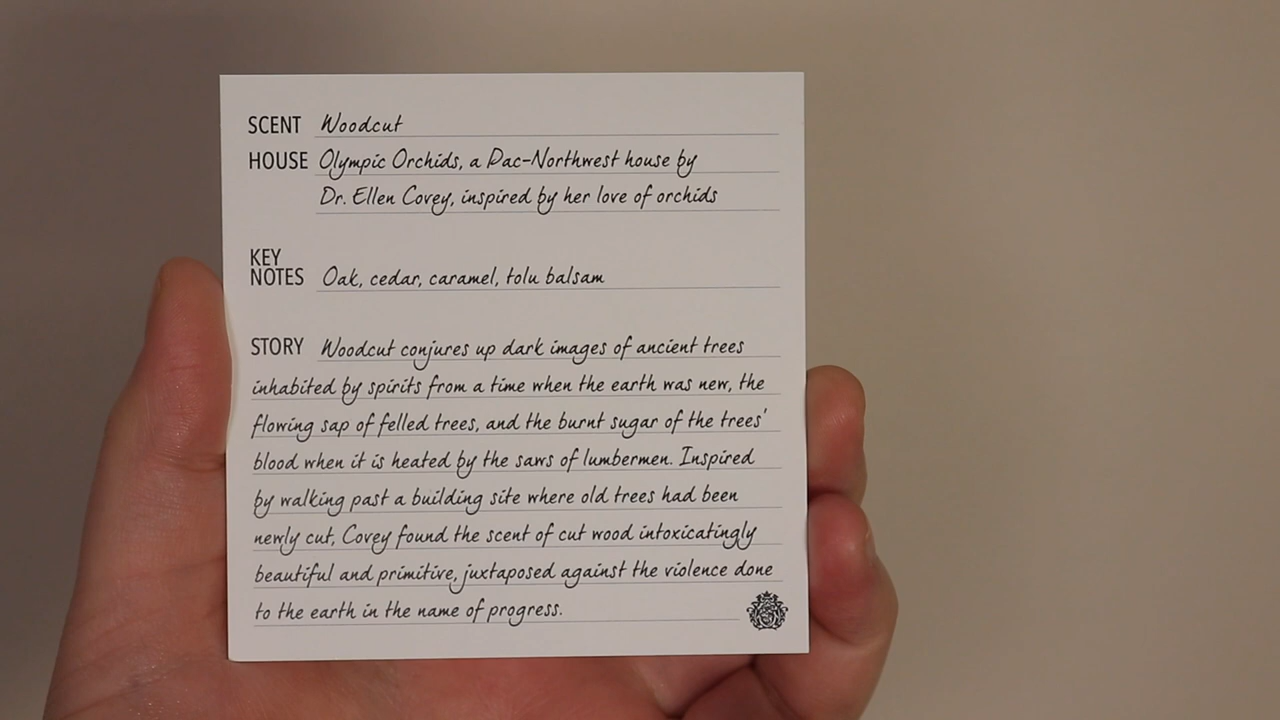 SCENT Woodcut
HOUSE Olympic Orchids, a Pac-Northwest house by
Dr. Ellen Covey, inspired by her love of orchids
KEY
NOTES Oak, cedar, caramel, tolu balsam
STORY Woodcut conjures up dark images of ancient trees
inhabited by spirits from a time when the earth was new, the
flowing sap of felled trees, and the burnt sugar of the trees'
blood when it is heated by the saws of lumbermen. Inspired
by walking past a building site where old trees had been
newly cut, Covey found the scent of cut wood intoxicatingly
beautiful and primitive, juxtaposed against the violence done
to the earth in the name of progress.